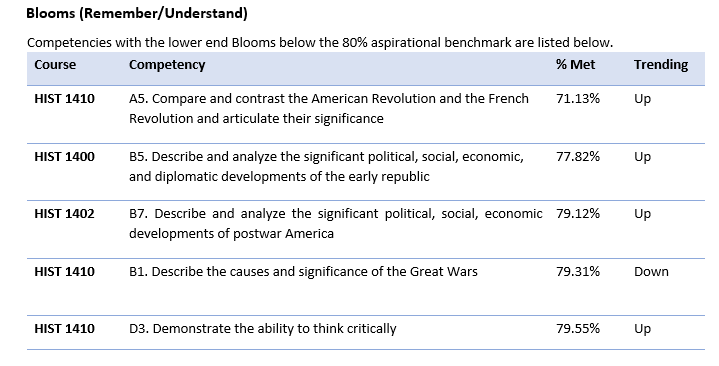 Blooms (Remember/Understand)
Competencies with the lower end Blooms below the 80% aspirational benchmark are listed below.
Course Competency % Met Trending
HIST 1410 A5. Compare and contrast the American Revolution and the French 71.13% Up
Revolution and articulate their significance
HIST 1400 B5. Describe and analyze the significant political, social, economic, 77.82% Up
and diplomatic developments of the early republic
HIST 1402 B7. Describe and analyze the significant political, social, economic 79.12% Up
developments of postwar America
HIST 1410 B1. Describe the causes and significance of the Great Wars 79.31% Down
HIST 1410 D3. Demonstrate the ability to think critically 79.55% Up